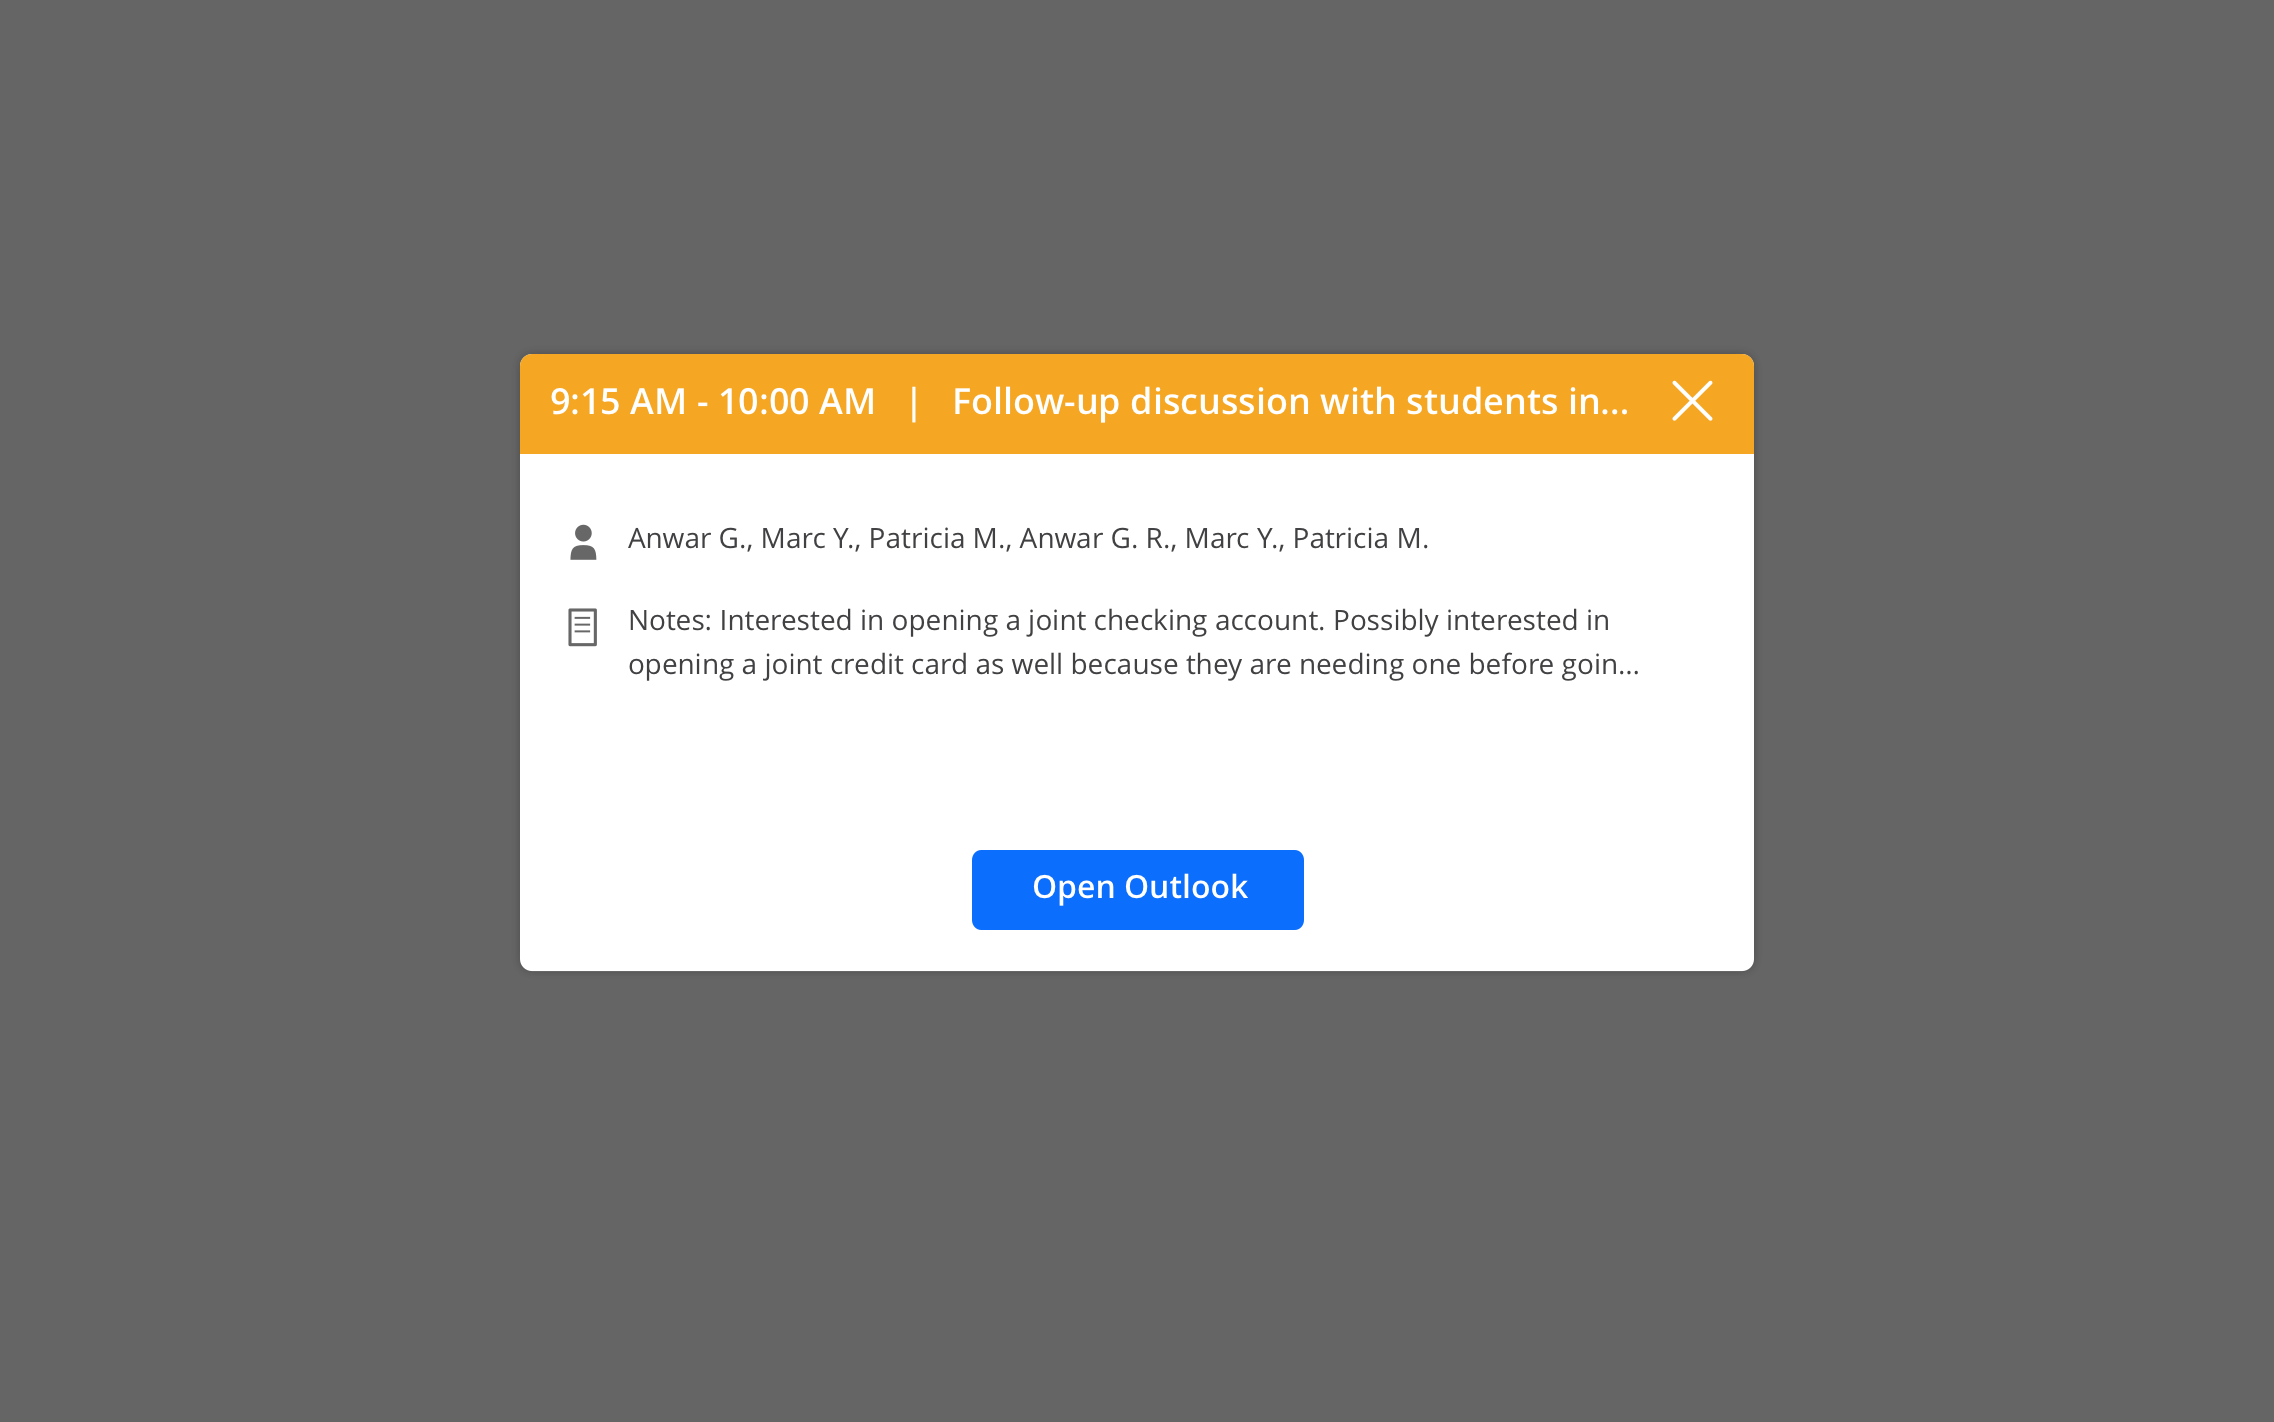 9:15 AM - 10:00 AM | Follow-up discussion with students in...
Anwar G., Marc Y., Patricia M., Anwar G. R., Marc Y., Patricia M.
Notes: Interested in opening a joint checking account. Possibly interested in
opening a joint credit card as well because they are needing one before goin...
Open Outlook